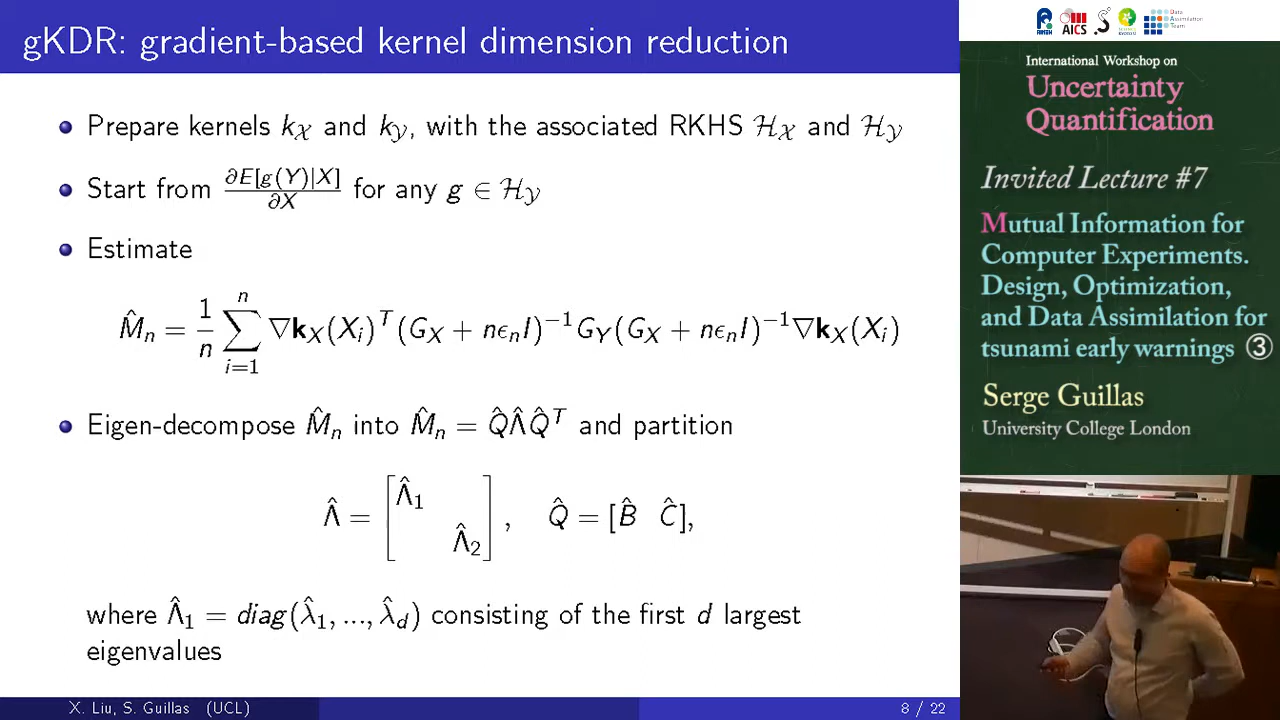 gKDR: gradient-based kernel dimension reduction
Prepare kernels k_𝒳 and k_𝒴, with the associated RKHS ℋ_𝒳 and ℋ_𝒴
Start from ∂E[g(Y)|X] / ∂X for any g ∈ ℋ_𝒴
Estimate
M̂_n = 1/n ∑_{i=1}^{n} ∇k_X(X_i)^T (G_X + nϵ_n I)^{−1} G_Y (G_X + nϵ_n I)^{−1} ∇k_X(X_i)
Eigen-decompose M̂_n into M̂_n = Q̂Λ̂Q̂^T and partition
Λ̂ = [Λ̂_1 Λ̂_2], Q̂ = [B̂ Ĉ],
where Λ̂_1 = diag(λ̂_1, ..., λ̂_d) consisting of the first d largest
eigenvalues
X. Liu, S. Guillas (UCL)
8 / 22
AICS
Data
Assimilation
Team
International Workshop on
Uncertainty
Quantification
Invited Lecture #7
Mutual Information for
Computer Experiments.
Design, Optimization,
and Data Assimilation for
tsunami early warnings ③
Serge Guillas
University College London